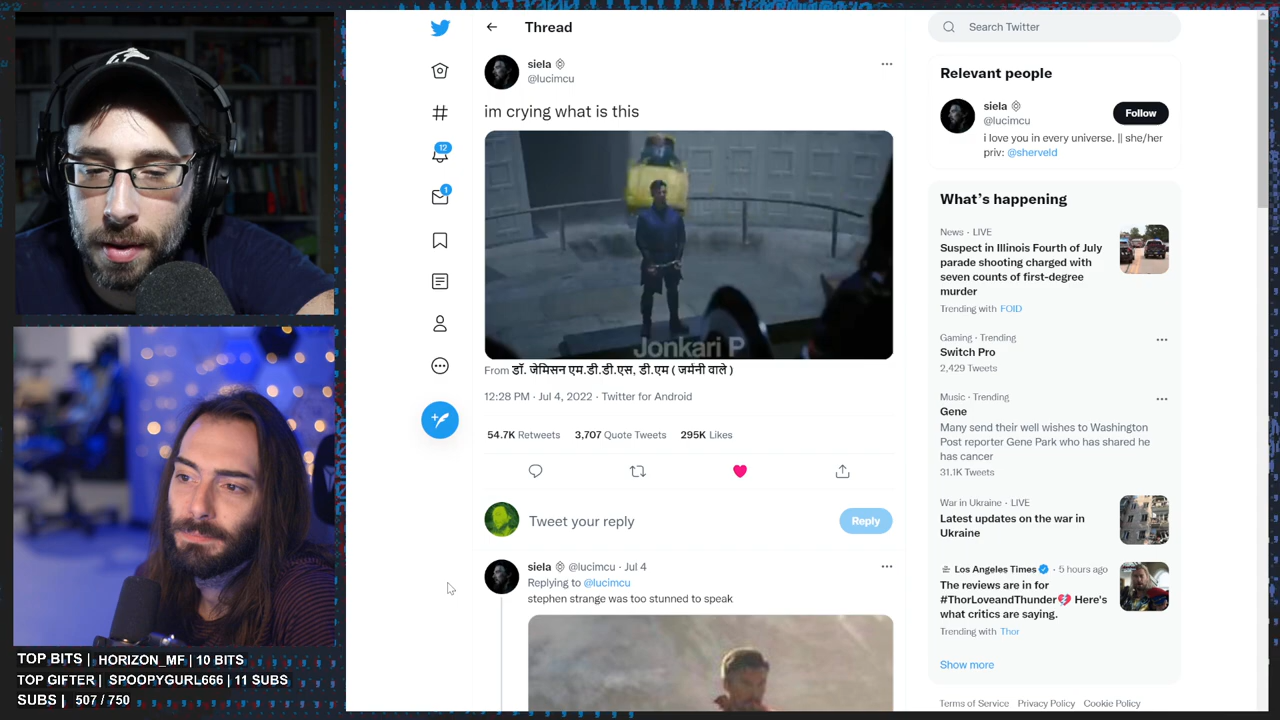 Thread
Search Twitter
siela
@lucimcu
im crying what is this
Jonkari P
From डॉ. जेमिसन एम.डी.डी.एस, डी.एम ( जर्मनी वाले )
12:28 PM · Jul 4, 2022 · Twitter for Android
54.7K Retweets 3,707 Quote Tweets 295K Likes
Tweet your reply
Reply
siela @lucimcu · Jul 4
Replying to @lucimcu
stephen strange was too stunned to speak
12
1
Relevant people
siela
@lucimcu
Follow
i love you in every universe. || she/her
priv: @sherveld
What's happening
News · LIVE
Suspect in Illinois Fourth of July
parade shooting charged with
seven counts of first-degree
murder
Trending with FOID
Gaming · Trending
Switch Pro
2,429 Tweets
Music · Trending
Gene
Many send their well wishes to Washington
Post reporter Gene Park who has shared he
has cancer
31.1K Tweets
War in Ukraine · LIVE
Latest updates on the war in
Ukraine
Los Angeles Times · 5 hours ago
The reviews are in for
#ThorLoveandThunder Here's
what critics are saying.
Trending with Thor
Show more
Terms of Service Privacy Policy Cookie Policy
TOP BITS | HORIZON_MF | 10 BITS
TOP GIFTER | SPOOPYGURL666 | 11 SUBS
SUBS | 507 / 750